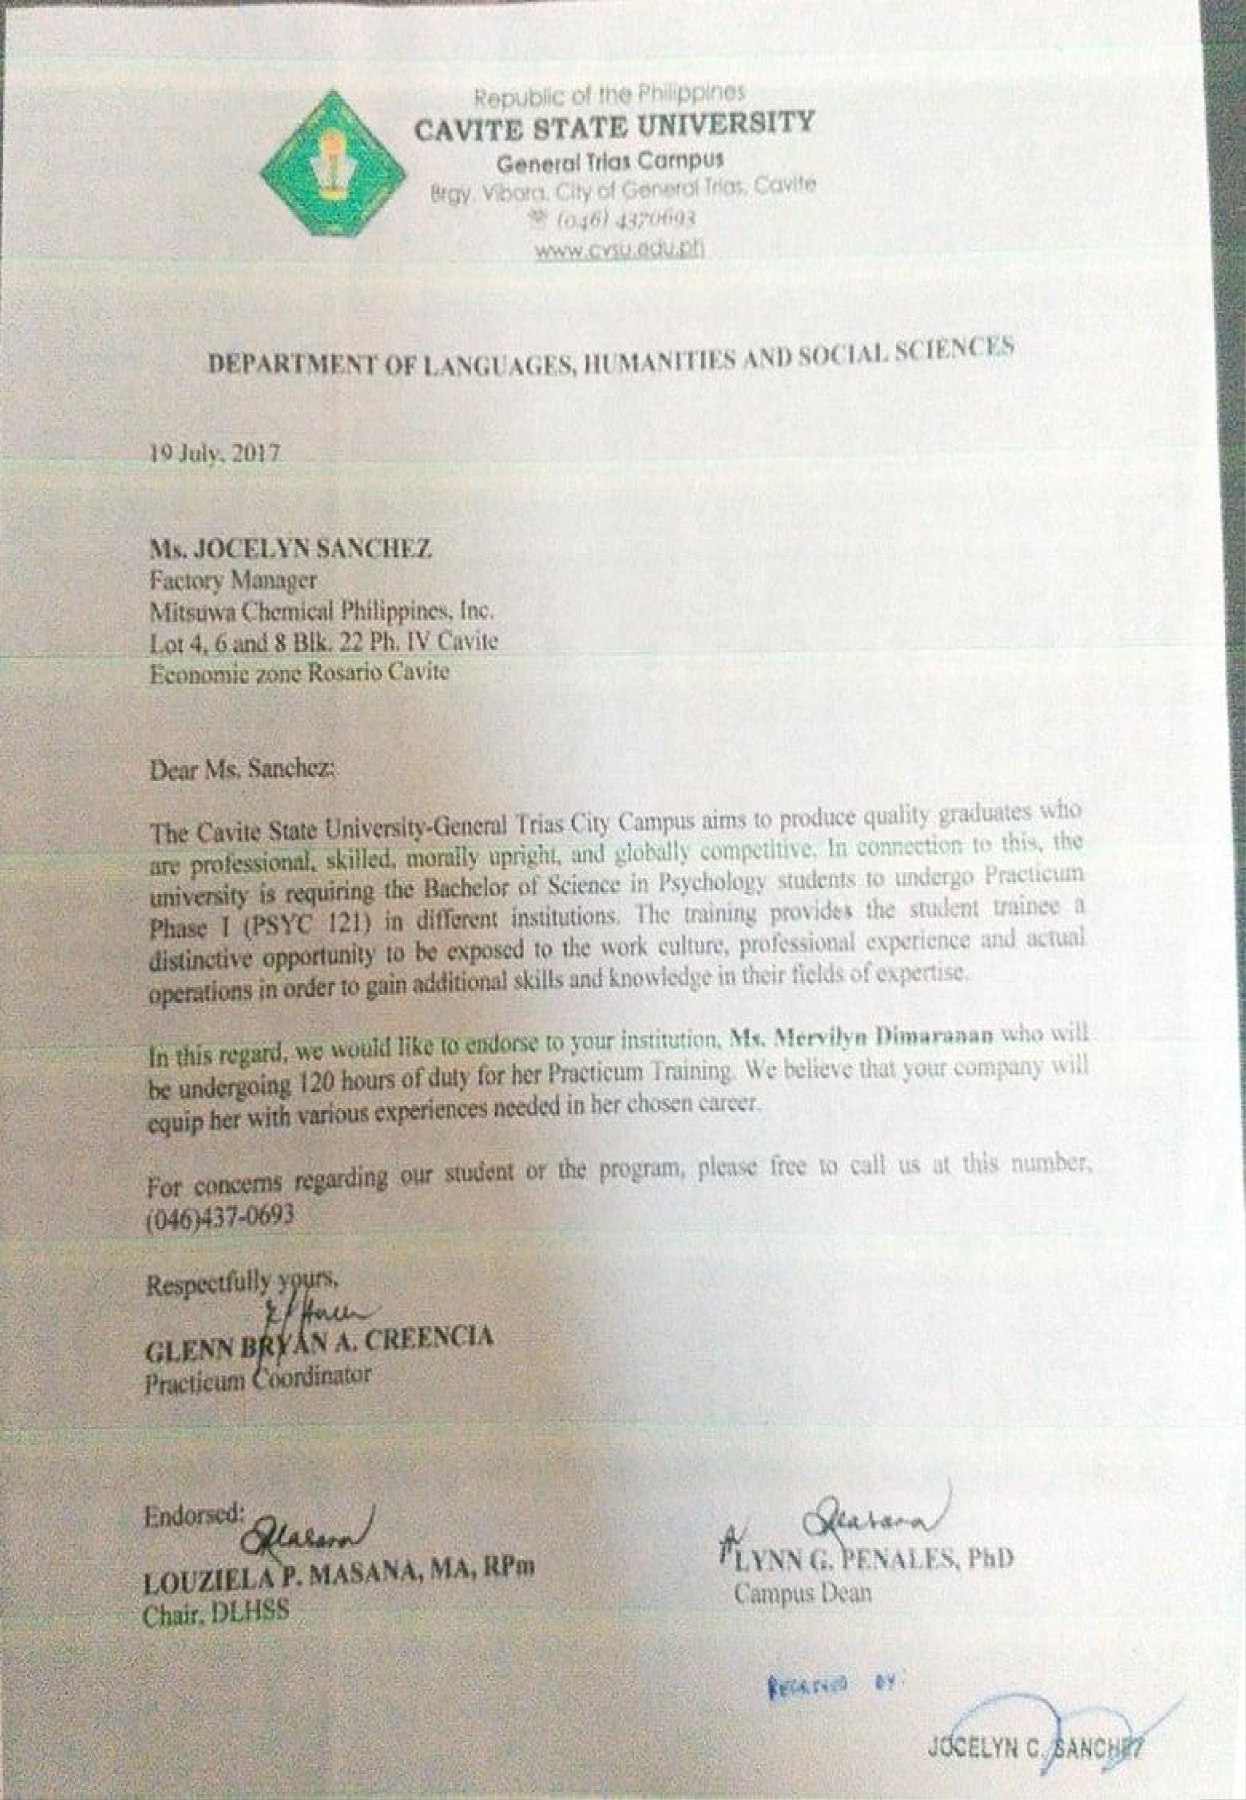 Republic of the Philippines
CAVITE STATE UNIVERSITY
General Trias Campus
Brgy. Vibora, City of General Trias, Cavite
☏ (046) 4370693
www.cvsu.edu.ph
DEPARTMENT OF LANGUAGES, HUMANITIES AND SOCIAL SCIENCES
19 July, 2017
Ms. JOCELYN SANCHEZ
Factory Manager
Mitsuwa Chemical Philippines, Inc.
Lot 4, 6 and 8 Blk. 22 Ph. IV Cavite
Economic zone Rosario Cavite
Dear Ms. Sanchez:
The Cavite State University-General Trias City Campus aims to produce quality graduates who
are professional, skilled, morally upright, and globally competitive. In connection to this, the
university is requiring the Bachelor of Science in Psychology students to undergo Practicum
Phase I (PSYC 121) in different institutions. The training provides the student trainee a
distinctive opportunity to be exposed to the work culture, professional experience and actual
operations in order to gain additional skills and knowledge in their fields of expertise.
In this regard, we would like to endorse to your institution, Ms. Mervilyn Dimaranan who will
be undergoing 120 hours of duty for her Practicum Training. We believe that your company will
equip her with various experiences needed in her chosen career.
For concerns regarding our student or the program, please free to call us at this number,
(046)437-0693
Respectfully yours,
GLENN BRYAN A. CREENCIA
Practicum Coordinator
Endorsed:
LOUZIELA P. MASANA, MA, RPm
Chair, DLHSS
LYNN G. PENALES, PhD
Campus Dean
RECEIVED BY:
JOCELYN C. SANCHEZ